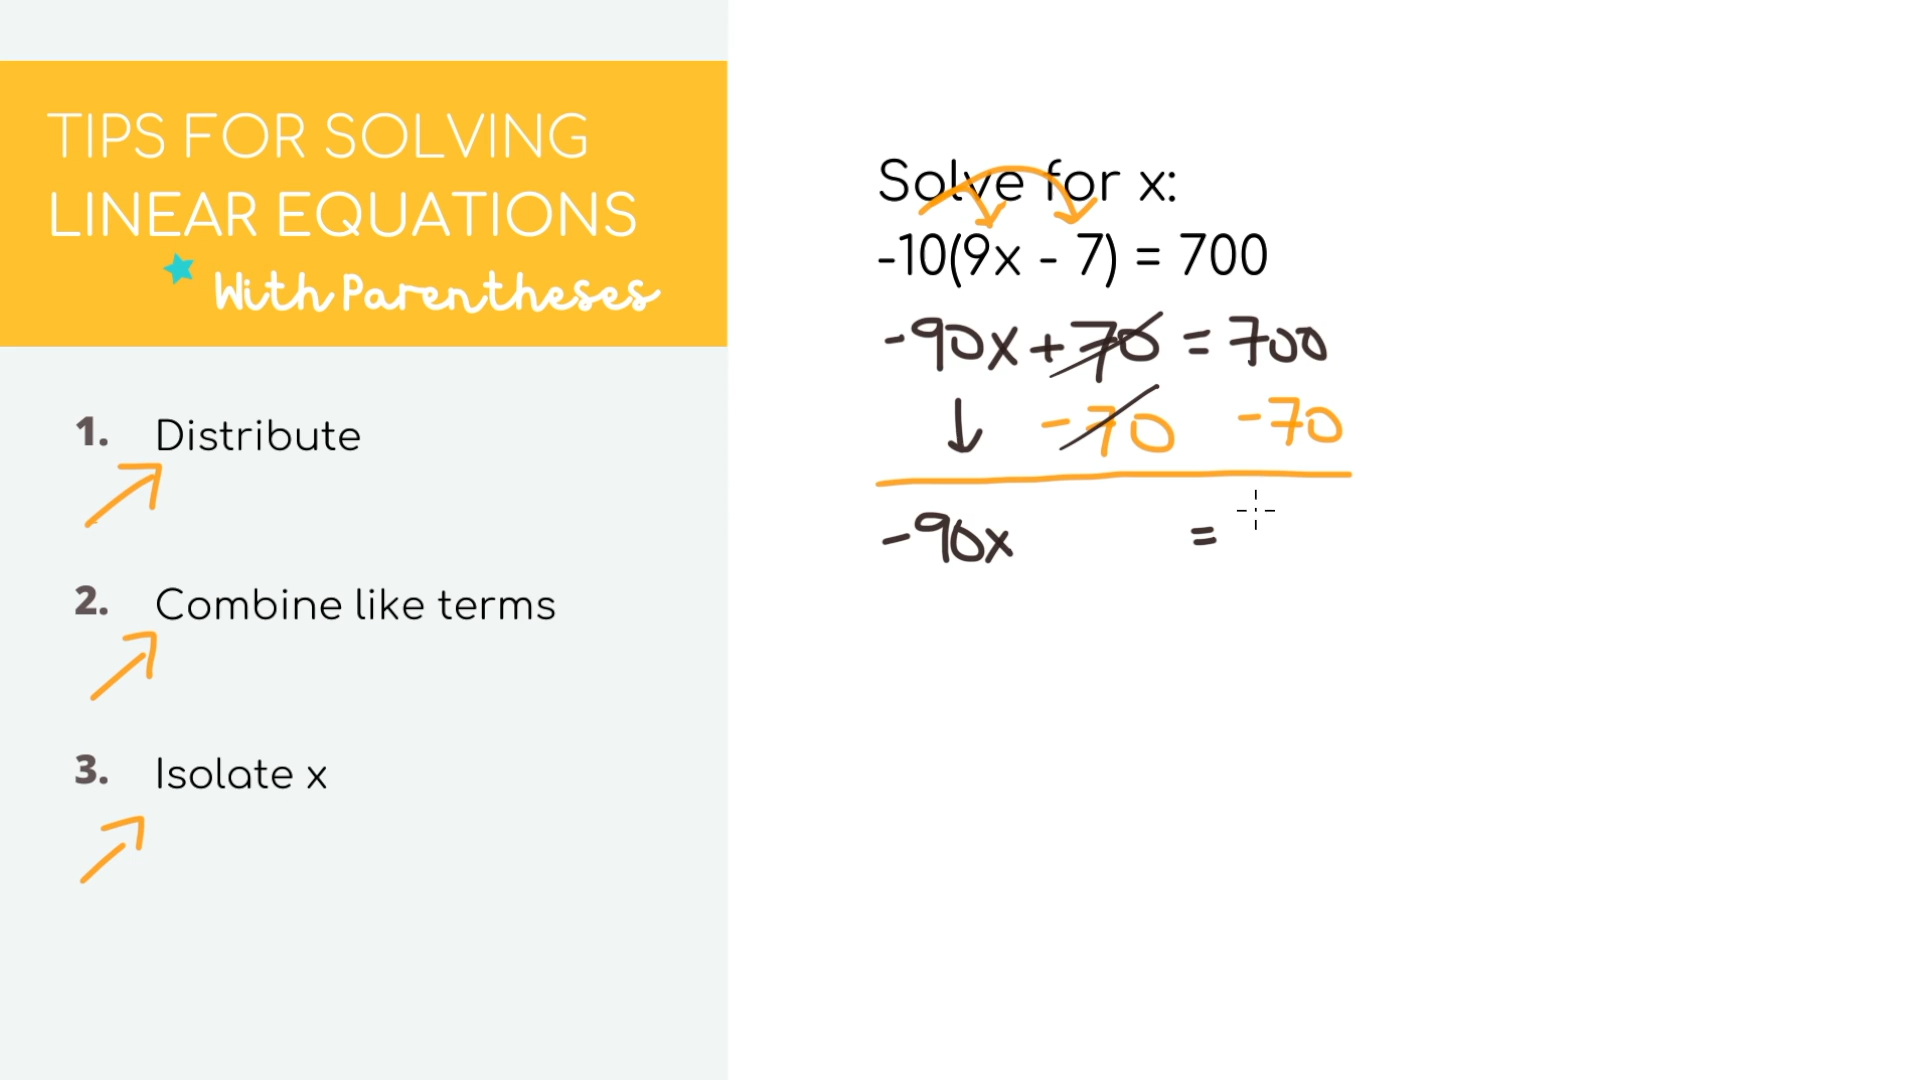 TIPS FOR SOLVING
LINEAR EQUATIONS
With Parentheses
1. Distribute
2. Combine like terms
3. Isolate x
Solve for x:
-10(9x - 7) = 700
-90x+70 = 700
-70 -70
-90x =